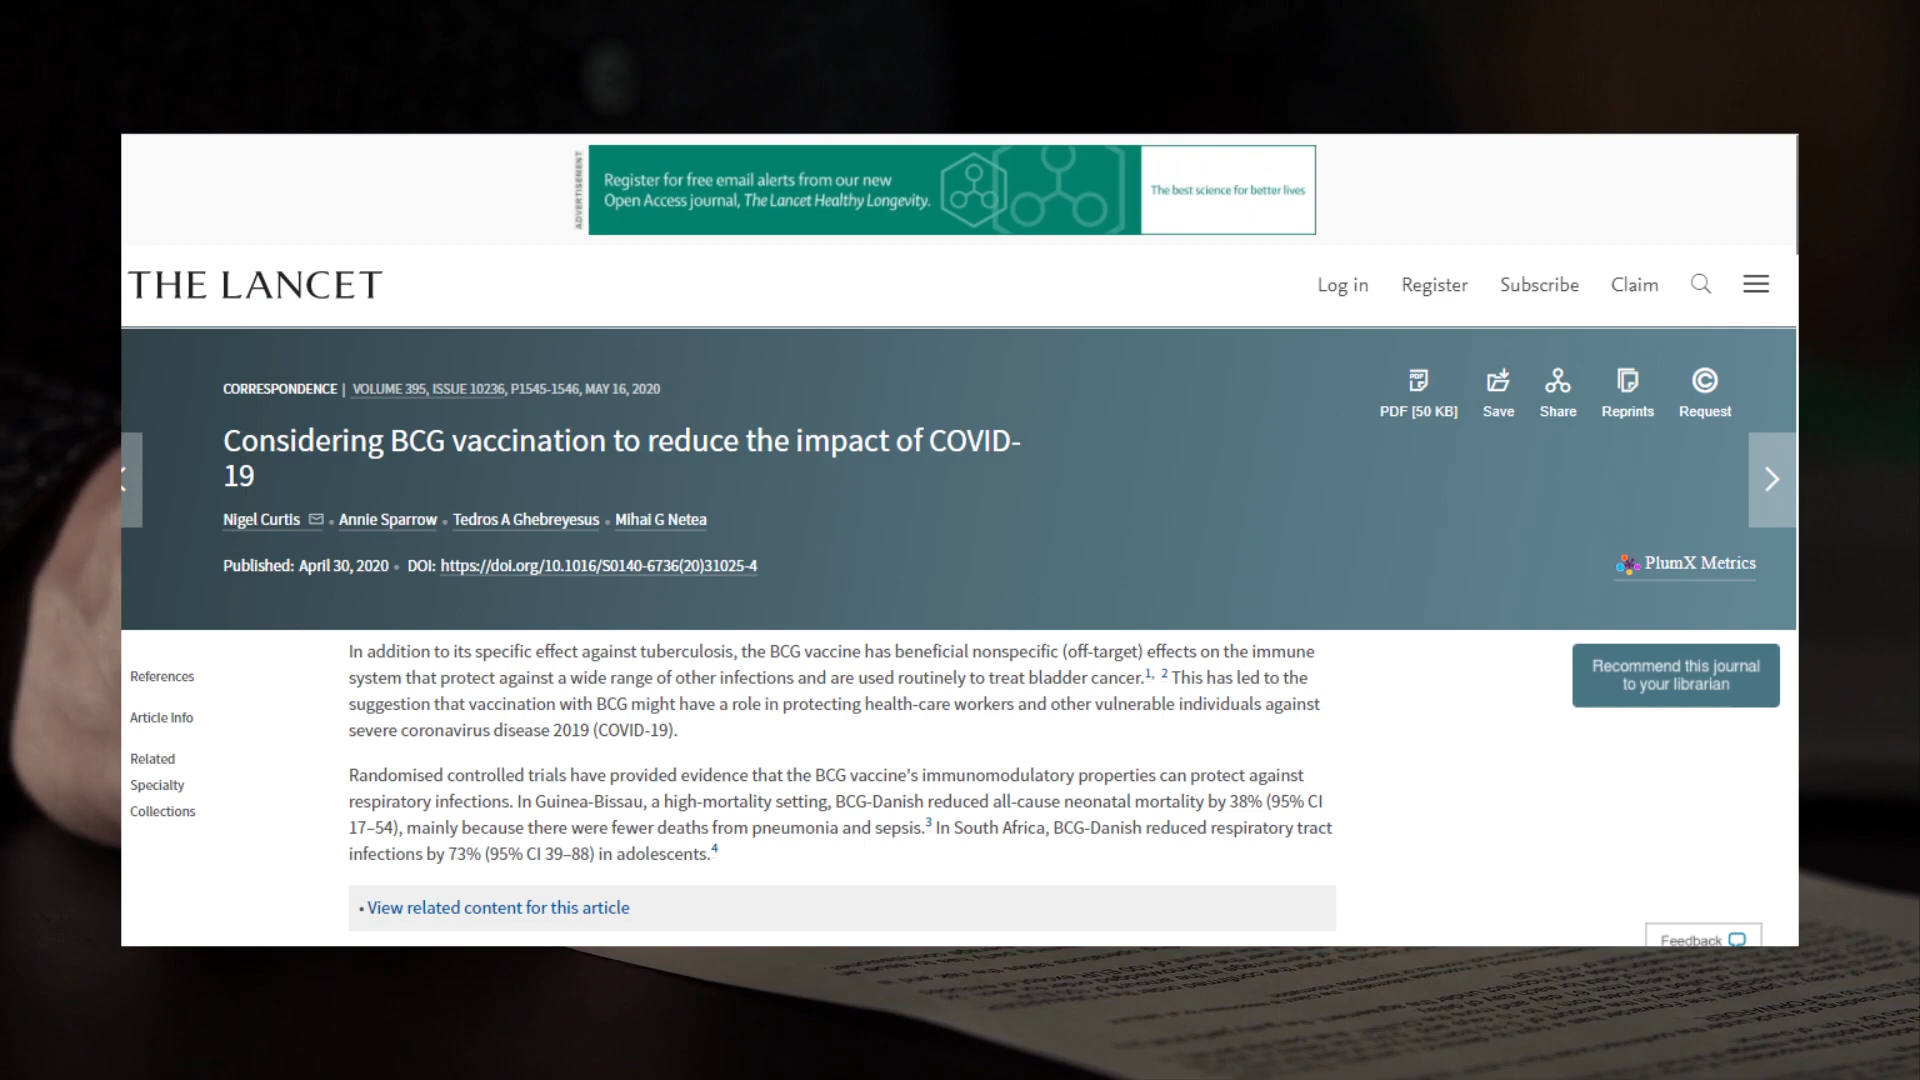 ADVERTISEMENT
Register for free email alerts from our new
Open Access journal, The Lancet Healthy Longevity.
The best science for better lives
THE LANCET
Log in Register Subscribe Claim
CORRESPONDENCE | VOLUME 395, ISSUE 10236, P1545-1546, MAY 16, 2020
PDF [50 KB] Save Share Reprints Request
Considering BCG vaccination to reduce the impact of COVID-
19
Nigel Curtis • Annie Sparrow • Tedros A Ghebreyesus • Mihai G Netea
Published: April 30, 2020 • DOI: https://doi.org/10.1016/S0140-6736(20)31025-4
PlumX Metrics
References
Article Info
Related
Specialty
Collections
In addition to its specific effect against tuberculosis, the BCG vaccine has beneficial nonspecific (off-target) effects on the immune
system that protect against a wide range of other infections and are used routinely to treat bladder cancer.1, 2 This has led to the
suggestion that vaccination with BCG might have a role in protecting health-care workers and other vulnerable individuals against
severe coronavirus disease 2019 (COVID-19).
Randomised controlled trials have provided evidence that the BCG vaccine's immunomodulatory properties can protect against
respiratory infections. In Guinea-Bissau, a high-mortality setting, BCG-Danish reduced all-cause neonatal mortality by 38% (95% CI
17–54), mainly because there were fewer deaths from pneumonia and sepsis.3 In South Africa, BCG-Danish reduced respiratory tract
infections by 73% (95% CI 39–88) in adolescents.4
• View related content for this article
Recommend this journal
to your librarian
Feedback